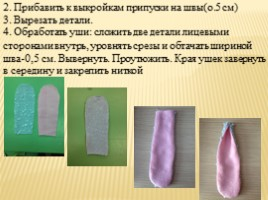 2. Прибавить к выкройкам припуски на швы(о.5 см)
3. Вырезать детали.
4. Обработать уши: сложить две детали лицевыми
сторонами внутрь, уровнять срезы и обтачать шириной
шва-0,5 см. Вывернуть. Проутюжить. Края ушек завернуть
в середину и закрепить ниткой